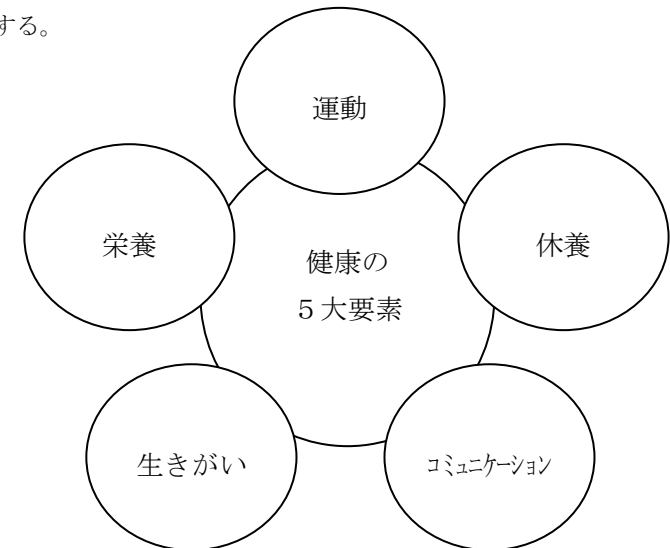 する。
運動
栄養
休養
健康の
５大要素
生きがい
ｺﾐｭﾆｹｰｼｮﾝ